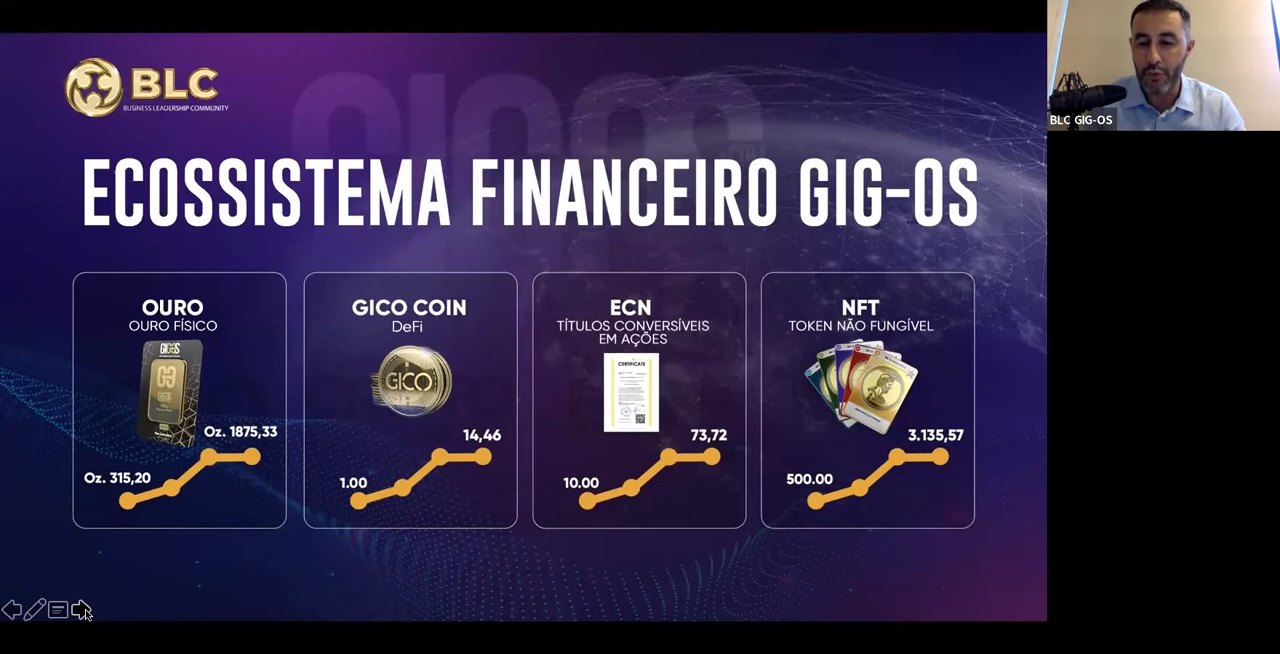 BLC
BUSINESS LEADERSHIP COMMUNITY
ECOSSISTEMA FINANCEIRO GIG-OS
OURO
OURO FÍSICO
GIG-OS
Oz. 315,20
Oz. 1875,33
GICO COIN
DeFi
GICO
1.00
14,46
ECN
TÍTULOS CONVERSÍVEIS
EM AÇÕES
CERTIFICATE
10.00
73,72
NFT
TOKEN NÃO FUNGÍVEL
500.00
3.135,57
BLC GIG-OS